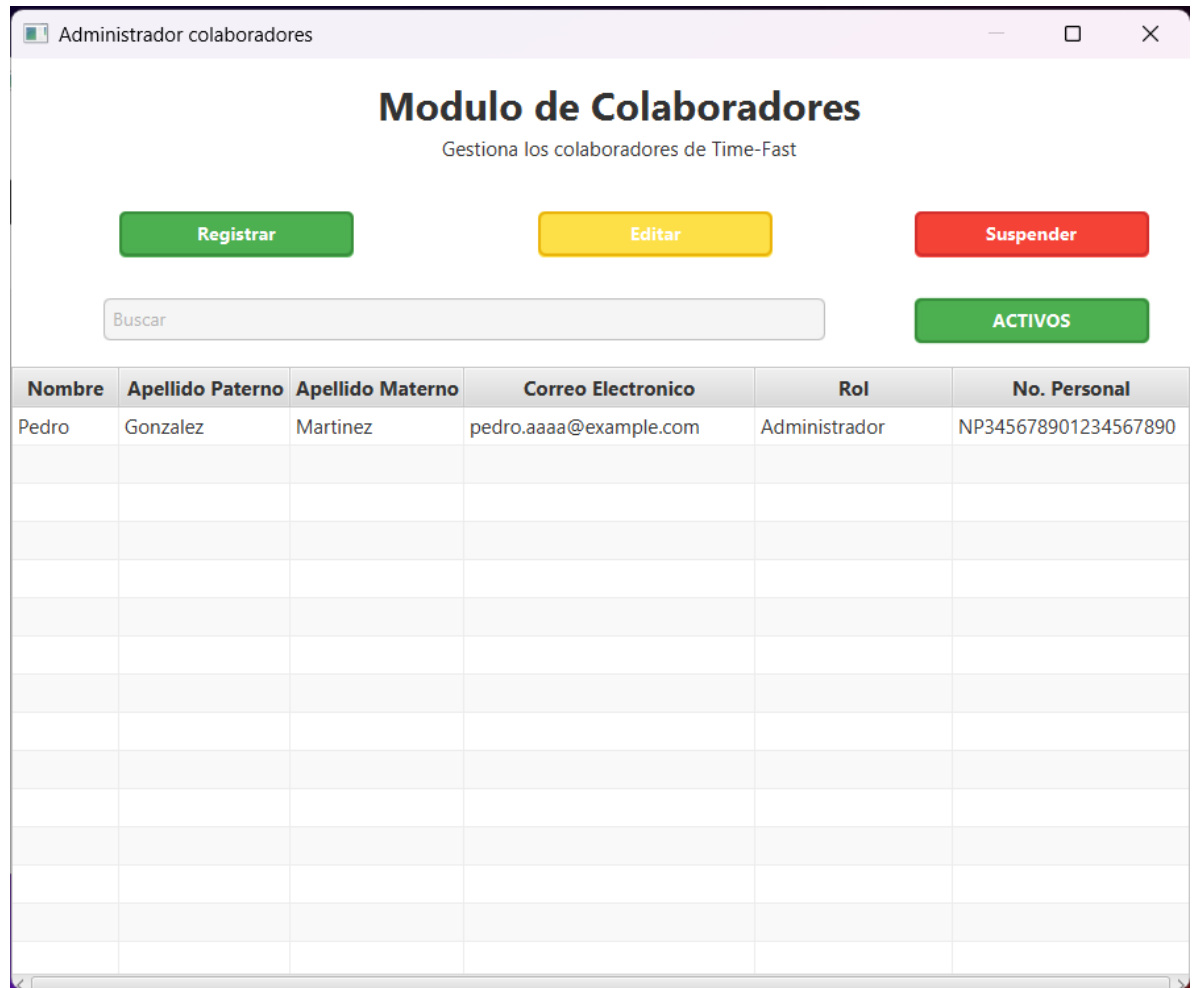 Administrador colaboradores
Modulo de Colaboradores
Gestiona los colaboradores de Time-Fast
Registrar Editar Suspender
Buscar ACTIVOS
Nombre Apellido Paterno Apellido Materno Correo Electronico Rol No. Personal
Pedro Gonzalez Martinez pedro.aaaa@example.com Administrador NP345678901234567890